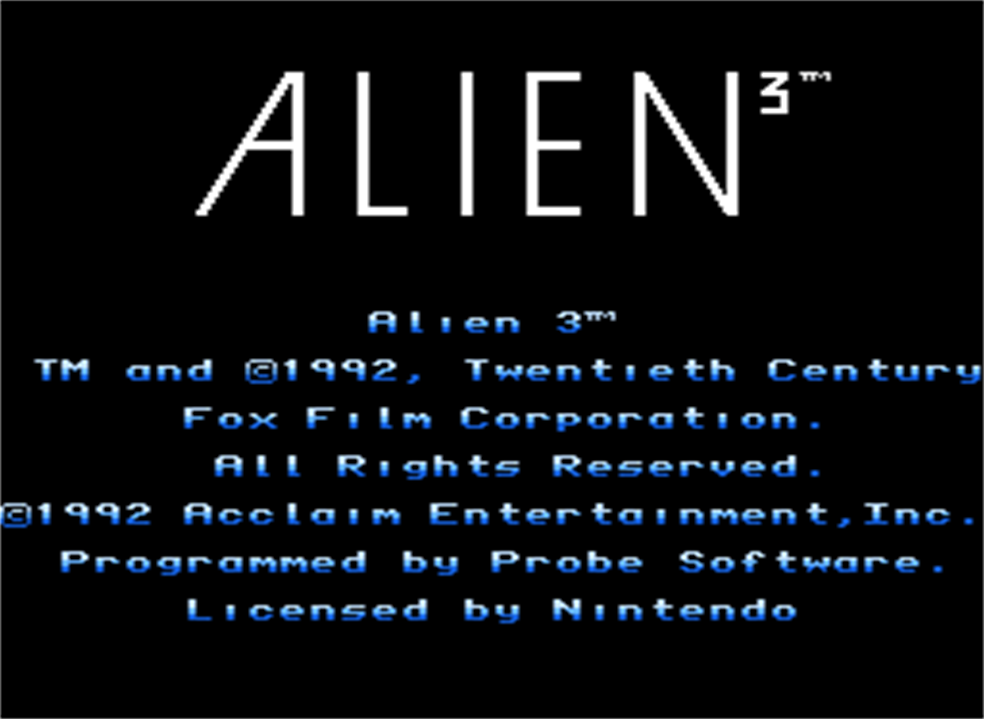 ALIEN³™
Alien 3™
TM and ©1992, Twentieth Century
Fox Film Corporation.
All Rights Reserved.
©1992 Acclaim Entertainment,Inc.
Programmed by Probe Software.
Licensed by Nintendo